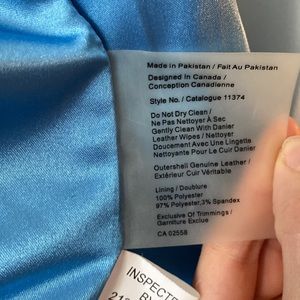 Made in Pakistan / Fait Au Pakistan
Designed In Canada /
Conception Canadienne
Style No. / Catalogue 11374
Do Not Dry Clean /
Ne Pas Nettoyer À Sec
Gently Clean With Danier
Leather Wipes / Nettoyer
Doucement Avec Une Lingette
Nettoyante Pour Le Cuir Danier
Outershell Genuine Leather /
Extérieur Cuir Véritable
Lining / Doublure
100% Polyester
97% Polyester,3% Spandex
Exclusive Of Trimmings /
Garniture Exclue
CA 02558
INSPECTE
BY